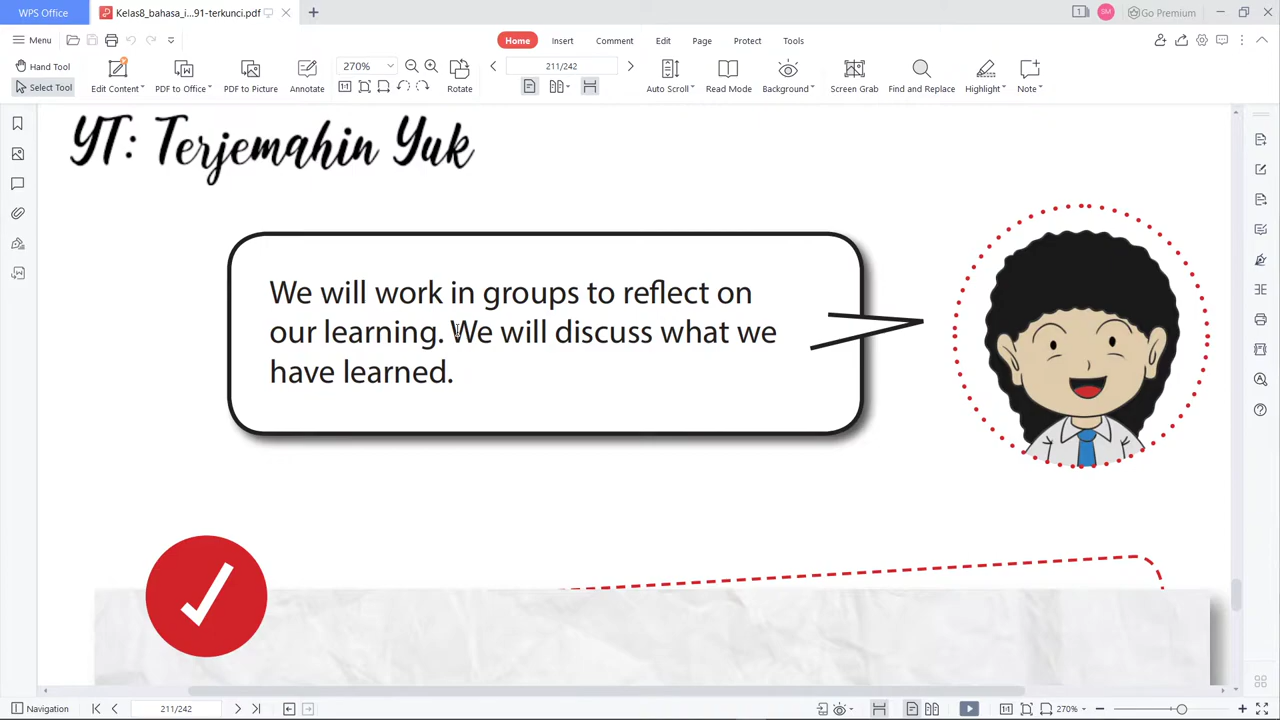 WPS Office
Kelas8_bahasa_i...91-terkunci.pdf
1
SM
Go Premium
Menu
Home
Insert
Comment
Edit
Page
Protect
Tools
Hand Tool
Select Tool
Edit Content
PDF to Office
PDF to Picture
Annotate
270%
Rotate
211/242
Auto Scroll
Read Mode
Background
Screen Grab
Find and Replace
Highlight
Note
YT: Terjemahin Yuk
We will work in groups to reflect on
our learning. We will discuss what we
have learned.
Navigation
211/242
270%